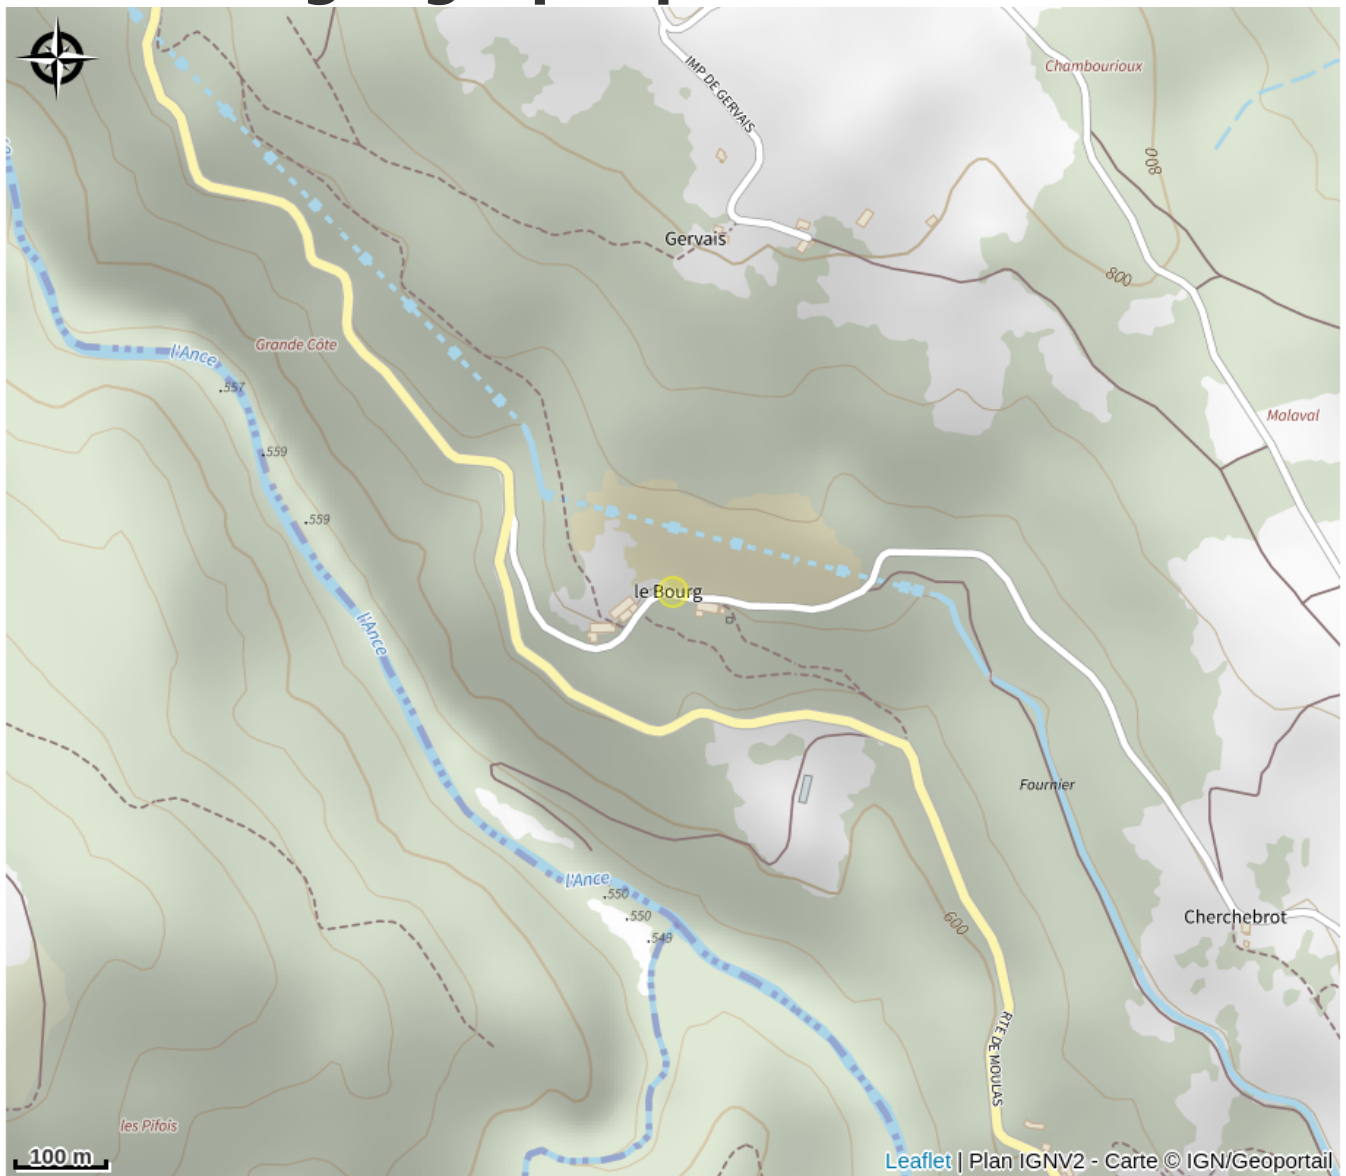 IMP DE GERVAIS
Chambourioux
800
Gervais
800
Grande Côte
l'Ance
.557
Malaval
.559
.559
le Bourg
l'Ance
Fournier
l'Ance
.550
.550
.549
600
Cherchebrot
RTE DE MOULAS
les Pifois
100 m
Leaflet | Plan IGNV2 - Carte © IGN/Geoportail